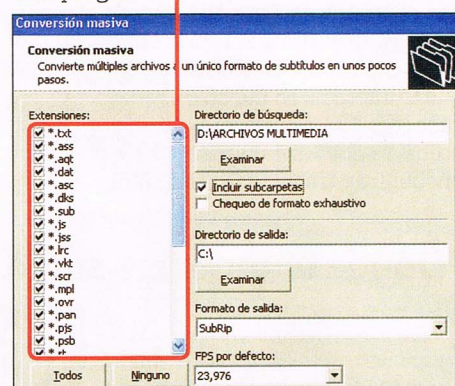 Conversión masiva
Conversión masiva
Convierte múltiples archivos a un único formato de subtítulos en unos pocos
pasos.
Extensiones:
*.txt
*.ass
*.aqt
*.dat
*.asc
*.dks
*.sub
*.js
*.jss
*.lrc
*.vkt
*.scr
*.mpl
*.ovr
*.pan
*.pjs
*.psb
*.rt
Todos
Ninguno
Directorio de búsqueda:
D:\ARCHIVOS MULTIMEDIA
Examinar
Incluir subcarpetas
Chequeo de formato exhaustivo
Directorio de salida:
C:\
Examinar
Formato de salida:
SubRip
FPS por defecto:
23,976